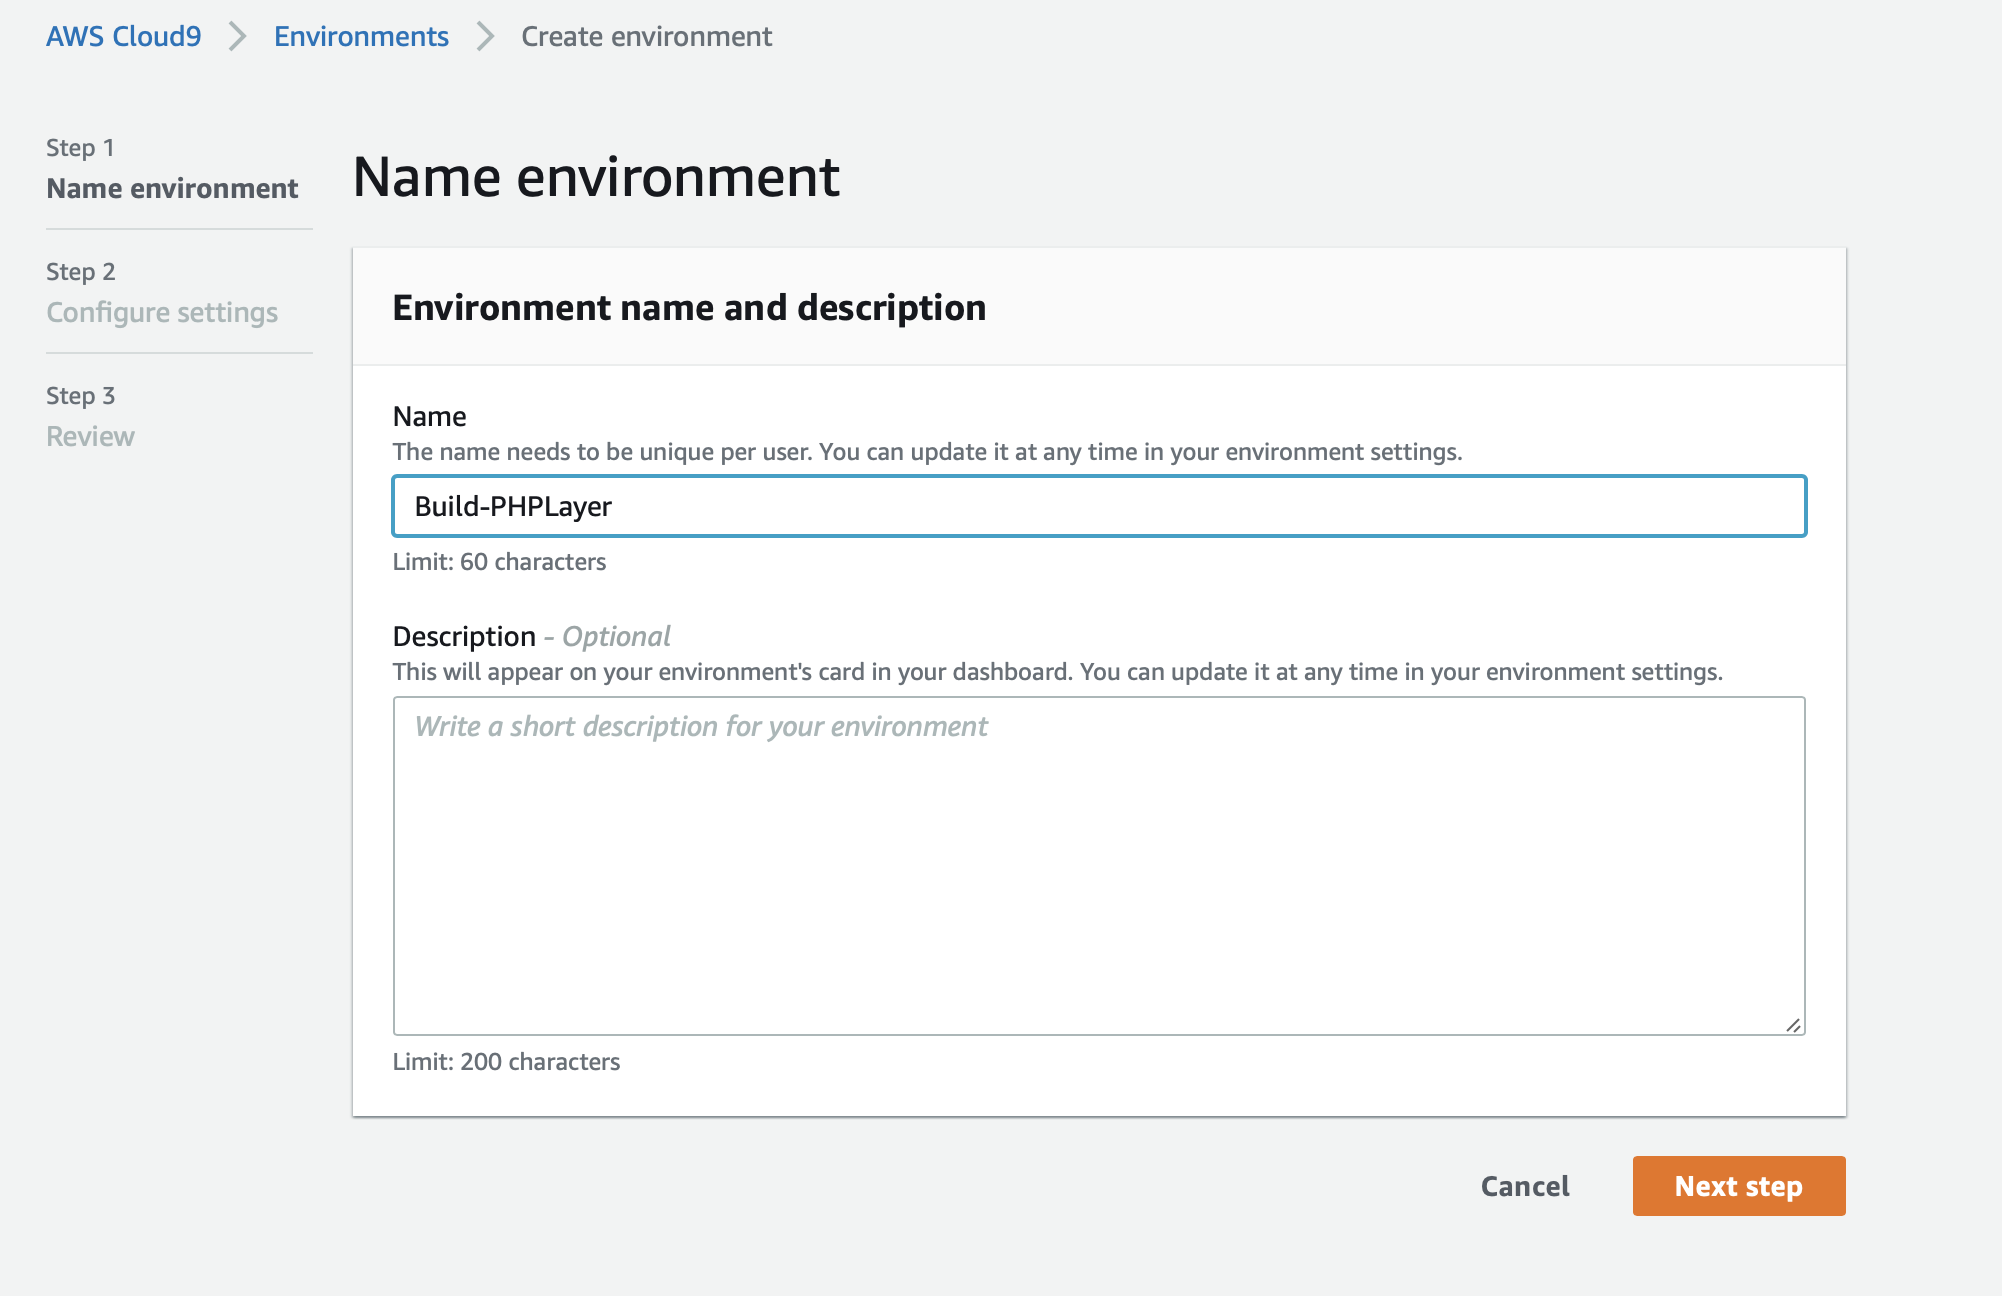 AWS Cloud9 > Environments > Create environment
Step 1
Name environment
Step 2
Configure settings
Step 3
Review
Name environment
Environment name and description
Name
The name needs to be unique per user. You can update it at any time in your environment settings.
Build-PHPLayer
Limit: 60 characters
Description - Optional
This will appear on your environment's card in your dashboard. You can update it at any time in your environment settings.
Write a short description for your environment
Limit: 200 characters
Cancel
Next step